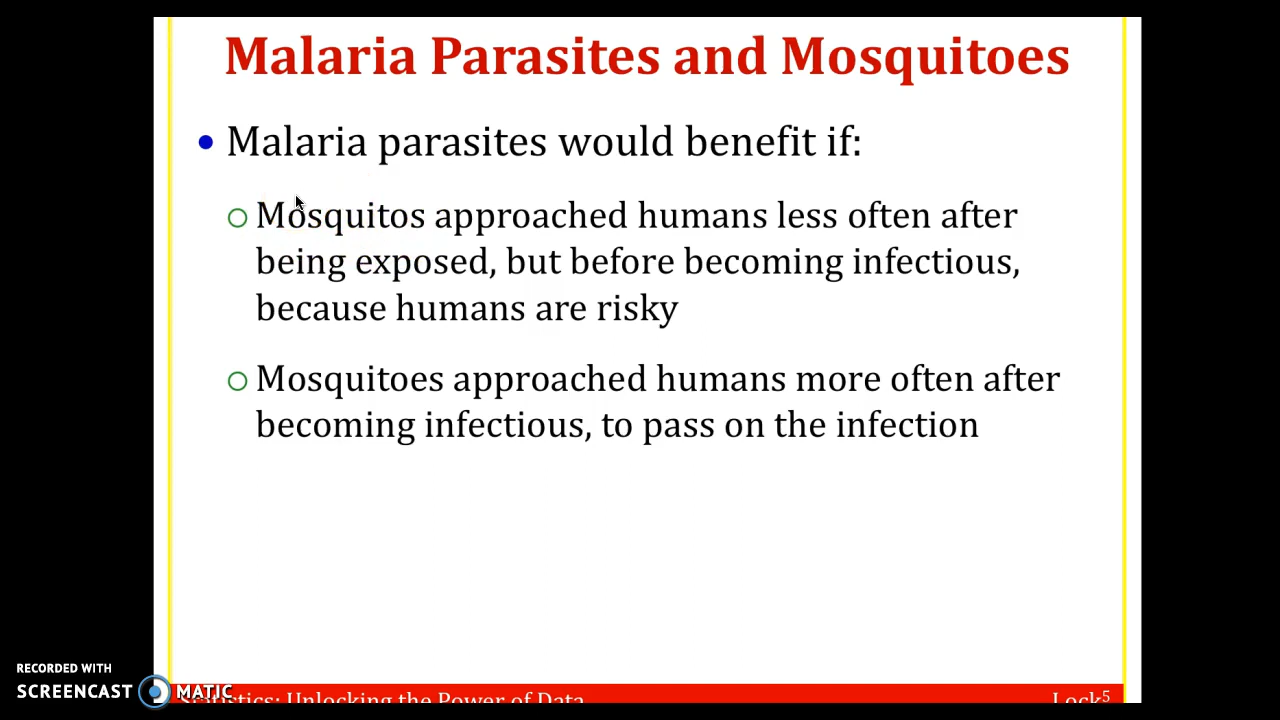 Malaria Parasites and Mosquitoes
Malaria parasites would benefit if:
Mosquitos approached humans less often after
being exposed, but before becoming infectious,
because humans are risky
Mosquitoes approached humans more often after
becoming infectious, to pass on the infection
RECORDED WITH
SCREENCAST MATIC
Statistics: Unlocking the Power of Data
Lock5